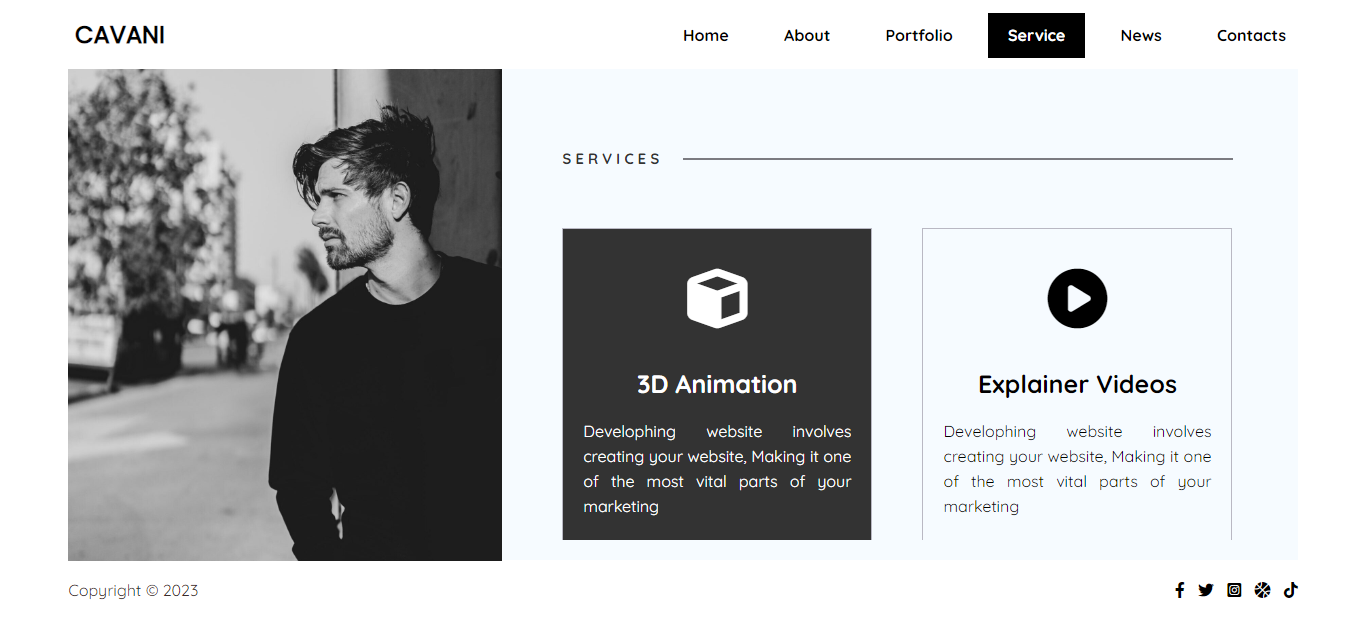 CAVANI
Home About Portfolio Service News Contacts
SERVICES
3D Animation
Develophing website involves
creating your website, Making it one
of the most vital parts of your
marketing
Explainer Videos
Develophing website involves
creating your website, Making it one
of the most vital parts of your
marketing
Copyright © 2023